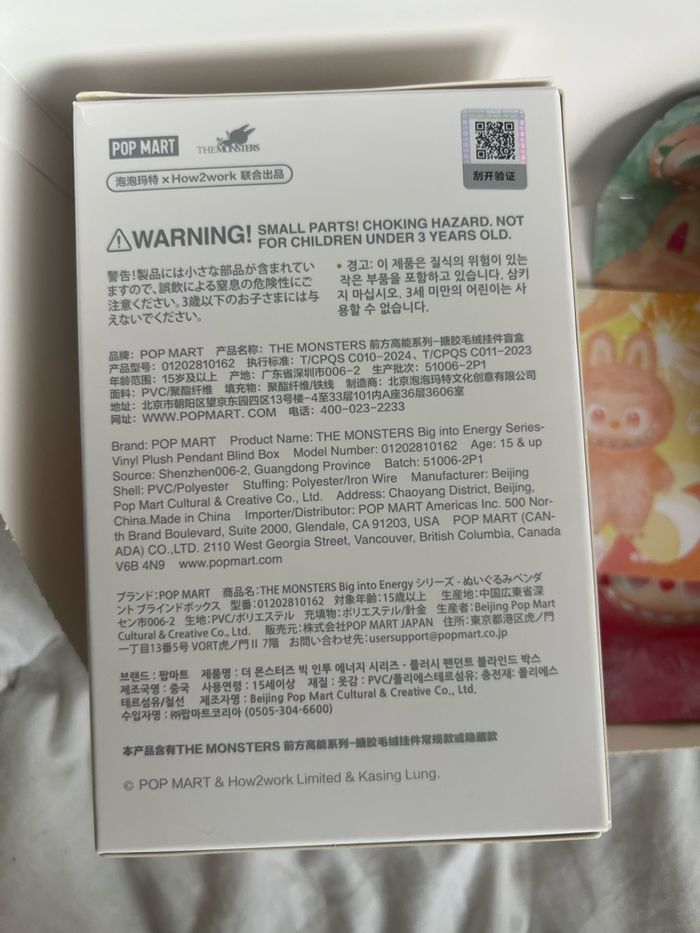 POP MART THE MONSTERS
泡泡玛特 × How2work 联合出品
刮开验证
WARNING! SMALL PARTS! CHOKING HAZARD. NOT
FOR CHILDREN UNDER 3 YEARS OLD.
警告!製品には小さな部品が含まれてい
ますので、誤飲による窒息の危険性にご
注意ください。3歳以下のお子さまには与
えないでください。
* 경고: 이 제품은 질식의 위험이 있는
작은 부품을 포함하고 있습니다. 삼키
지 마십시오. 3세 미만의 어린이는 사
용할 수 없습니다.
品牌：POP MART 产品名称：THE MONSTERS 前方高能系列-搪胶毛绒挂件盲盒
产品型号：01202810162 执行标准：T/CPQS C010-2024、T/CPQS C011-2023
年龄范围：15岁及以上 产地：广东省深圳市006-2 生产批次：51006-2P1
面料：PVC/聚酯纤维 填充物：聚酯纤维/铁线 制造商：北京泡泡玛特文化创意有限公司
地址：北京市朝阳区望京东园四区13号楼-4至33层101内A座36层3606室
网址：WWW.POPMART.COM 电话：400-023-2233
Brand: POP MART Product Name: THE MONSTERS Big into Energy Series-
Vinyl Plush Pendant Blind Box Model Number: 01202810162 Age: 15 & up
Source: Shenzhen006-2, Guangdong Province Batch: 51006-2P1
Shell: PVC/Polyester Stuffing: Polyester/Iron Wire Manufacturer: Beijing
Pop Mart Cultural & Creative Co., Ltd. Address: Chaoyang District, Beijing,
China.Made in China Importer/Distributor: POP MART Americas Inc. 500 Nor-
th Brand Boulevard, Suite 2000, Glendale, CA 91203, USA POP MART (CAN-
ADA) CO.,LTD. 2110 West Georgia Street, Vancouver, British Columbia, Canada
V6B 4N9 www.popmart.com
ブランド:POP MART 商品名:THE MONSTERS Big into Energy シリーズ - ぬいぐるみペンダ
ント ブラインドボックス 型番:01202810162 対象年齢:15歳以上 生産地:中国広東省深
セン市006-2 生地:PVC/ポリエステル 充填物:ポリエステル/針金 生産者:Beijing Pop Mart
Cultural & Creative Co., Ltd. 販売元:株式会社POP MART JAPAN 住所:東京都港区虎ノ門
一丁目13番5号 VORT虎ノ門Ⅱ 7階 お問い合わせ先:usersupport@popmart.co.jp
브랜드 : 팝마트 제품명 : 더 몬스터즈 빅 인투 에너지 시리즈 - 플러시 펜던트 블라인드 박스
제조국명 : 중국 사용연령 : 15세이상 재질 : 옷감 : PVC/폴리에스테르섬유: 충전재: 폴리에스
테르섬유/철선 제조자명 : Beijing Pop Mart Cultural & Creative Co., Ltd.
수입자명 : ㈜팝마트코리아 (0505-304-6600)
本产品含有THE MONSTERS 前方高能系列-搪胶毛绒挂件常规款或隐藏款
© POP MART & How2work Limited & Kasing Lung.